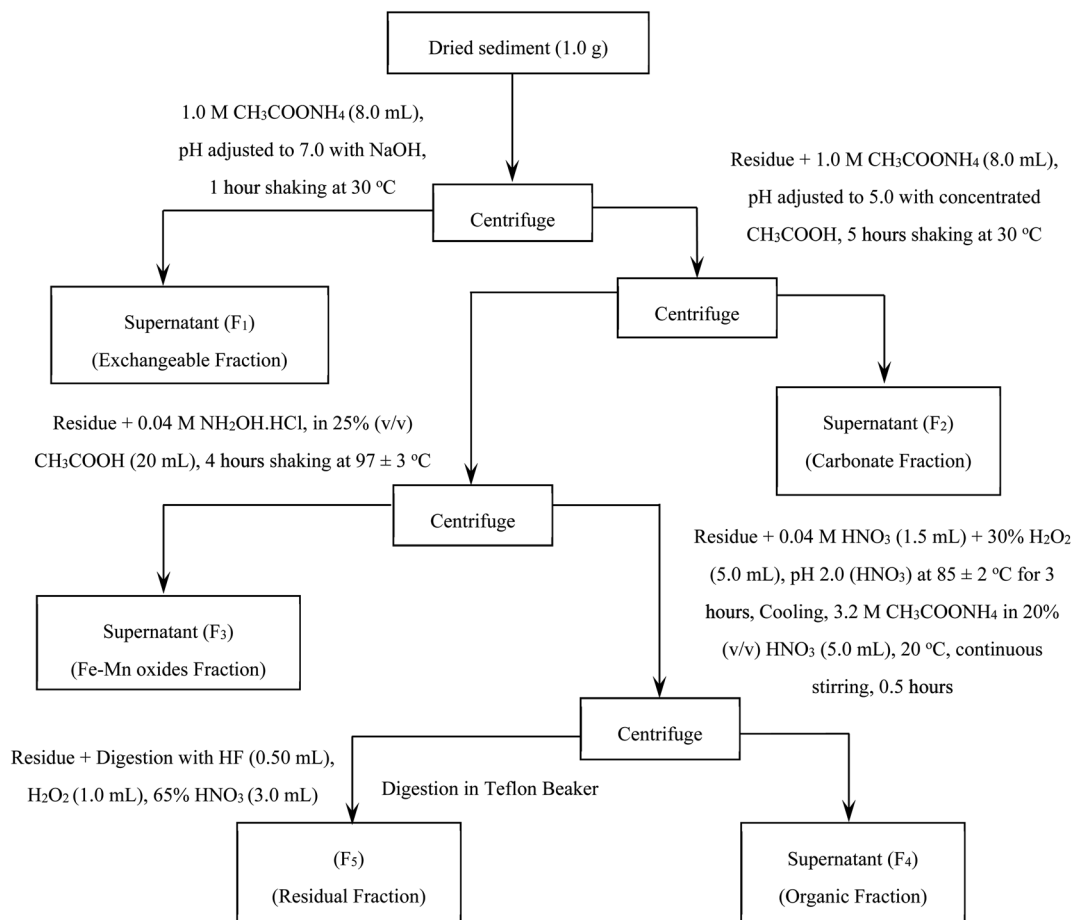 Dried sediment (1.0 g)
1.0 M CH₃COONH₄ (8.0 mL),
pH adjusted to 7.0 with NaOH,
1 hour shaking at 30 ᵒC
Residue + 1.0 M CH₃COONH₄ (8.0 mL),
pH adjusted to 5.0 with concentrated
CH₃COOH, 5 hours shaking at 30 ᵒC
Centrifuge
Supernatant (F₁)
(Exchangeable Fraction)
Centrifuge
Residue + 0.04 M NH₂OH.HCl, in 25% (v/v)
CH₃COOH (20 mL), 4 hours shaking at 97 ± 3 ᵒC
Supernatant (F₂)
(Carbonate Fraction)
Centrifuge
Residue + 0.04 M HNO₃ (1.5 mL) + 30% H₂O₂
(5.0 mL), pH 2.0 (HNO₃) at 85 ± 2 ᵒC for 3
hours, Cooling, 3.2 M CH₃COONH₄ in 20%
(v/v) HNO₃ (5.0 mL), 20 ᵒC, continuous
stirring, 0.5 hours
Supernatant (F₃)
(Fe-Mn oxides Fraction)
Centrifuge
Residue + Digestion with HF (0.50 mL),
H₂O₂ (1.0 mL), 65% HNO₃ (3.0 mL)
Digestion in Teflon Beaker
(F₅)
(Residual Fraction)
Supernatant (F₄)
(Organic Fraction)